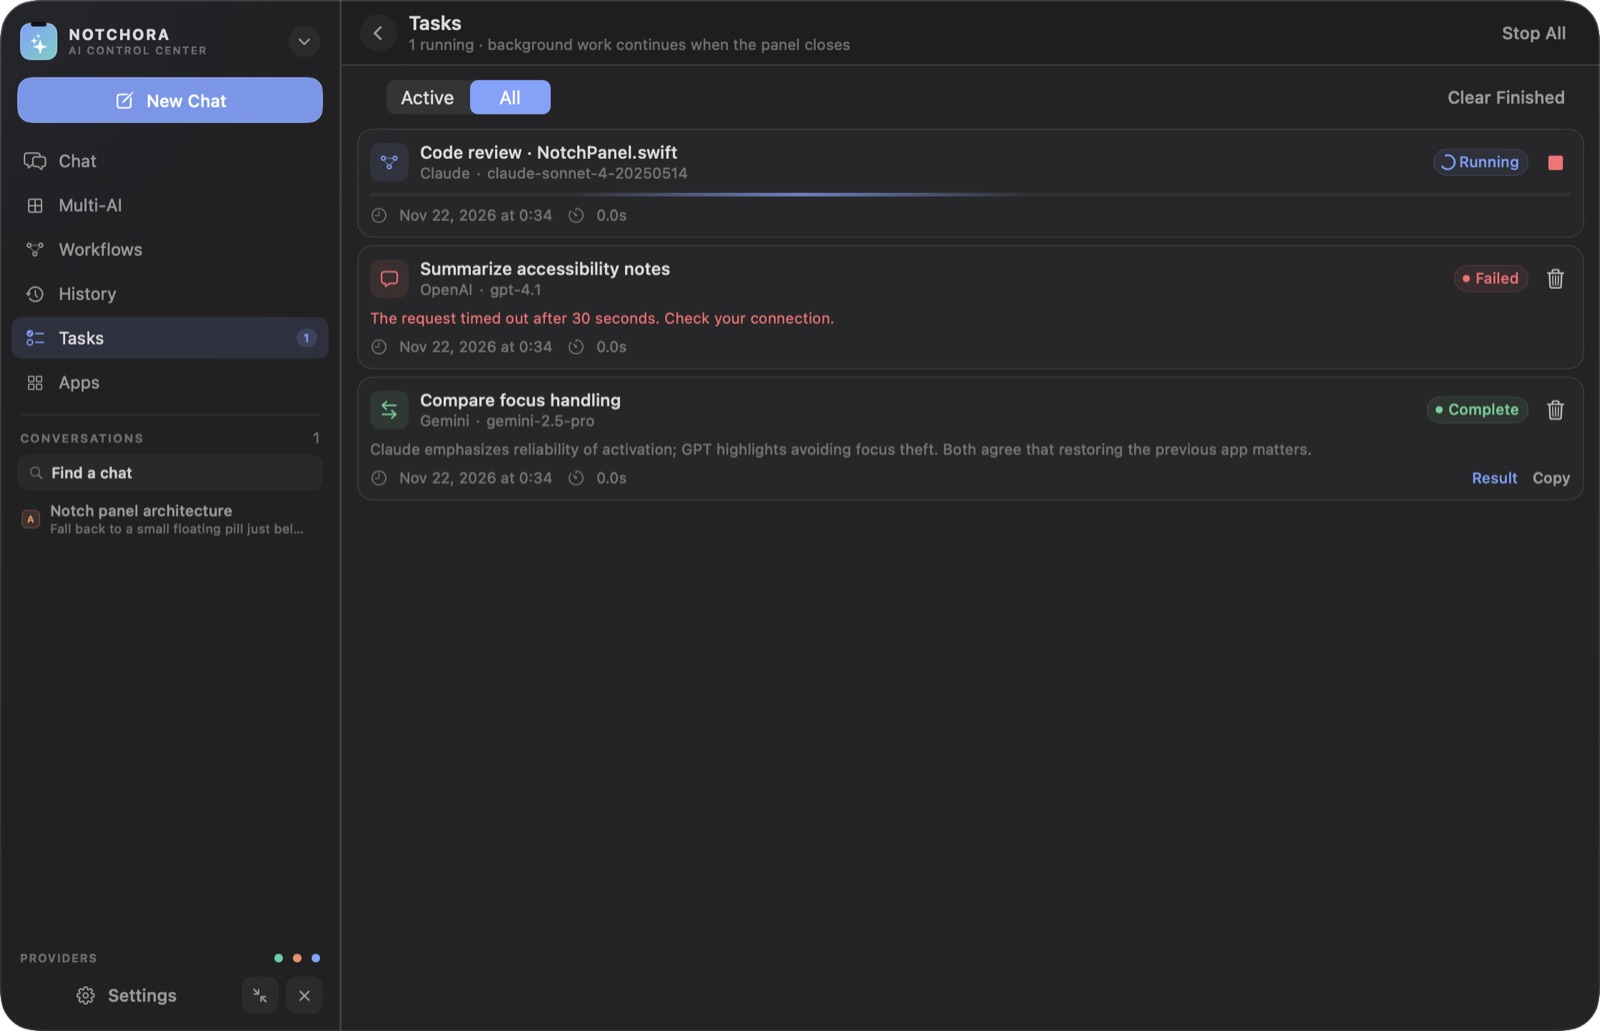 NOTCHORA
AI CONTROL CENTER
New Chat
Chat
Multi-AI
Workflows
History
Tasks 1
Apps
CONVERSATIONS 1
Find a chat
A
Notch panel architecture
Fall back to a small floating pill just bel...
PROVIDERS
Settings
Tasks
1 running · background work continues when the panel closes
Stop All
Active All
Clear Finished
Code review · NotchPanel.swift
Claude · claude-sonnet-4-20250514
Running
Nov 22, 2026 at 0:34 0.0s
Summarize accessibility notes
OpenAI · gpt-4.1
Failed
The request timed out after 30 seconds. Check your connection.
Nov 22, 2026 at 0:34 0.0s
Compare focus handling
Gemini · gemini-2.5-pro
Complete
Claude emphasizes reliability of activation; GPT highlights avoiding focus theft. Both agree that restoring the previous app matters.
Nov 22, 2026 at 0:34 0.0s
Result Copy